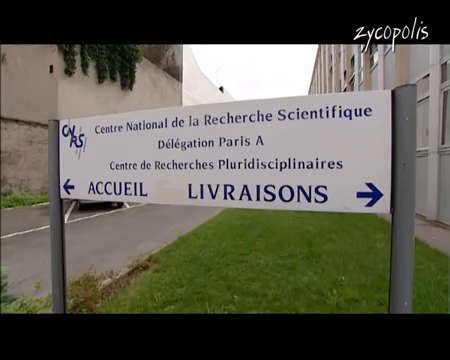 zycopolis
CNRS
Centre National de la Recherche Scientifique
Délégation Paris A
Centre de Recherches Pluridisciplinaires
ACCUEIL LIVRAISONS